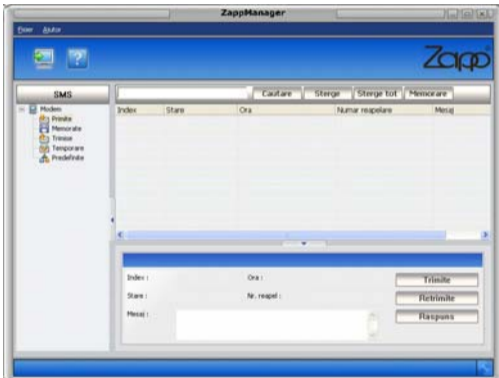 ZappManager
Ajutor
Zapp
SMS
Cautare Sterge Sterge tot Memorare
Modem
Primite
Memorate
Trimise
Temporare
Predefinite
Index Stare Ora Numar reapelare Mesaj
Index : Ora :
Stare : Nr. reapel :
Mesaj :
Trimite
Retrimite
Raspuns